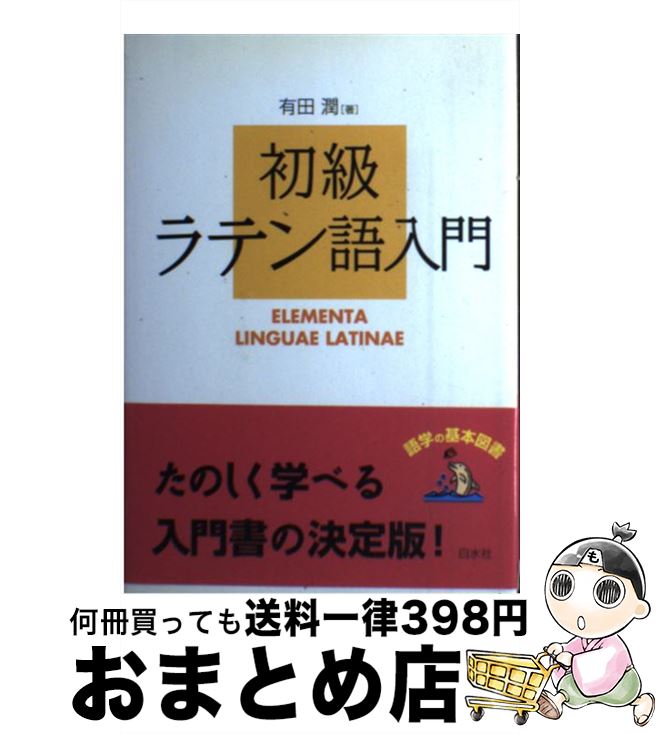 有田 潤[著]
初級
ラテン語入門
ELEMENTA
LINGUAE LATINAE
語学の基本図書
たのしく学べる
入門書の決定版!
白水社
も
何冊買っても送料一律398円
おまとめ店